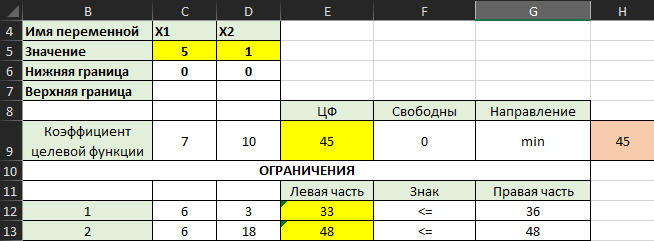 B C D E F G H
4 Имя переменной X1 X2
5 Значение 5 1
6 Нижняя граница 0 0
7 Верхняя граница
8 ЦФ Свободны Направление
9 Коэффициент целевой функции 7 10 45 0 min 45
10 ОГРАНИЧЕНИЯ
11 Левая часть Знак Правая часть
12 1 6 3 33 <= 36
13 2 6 18 48 <= 48